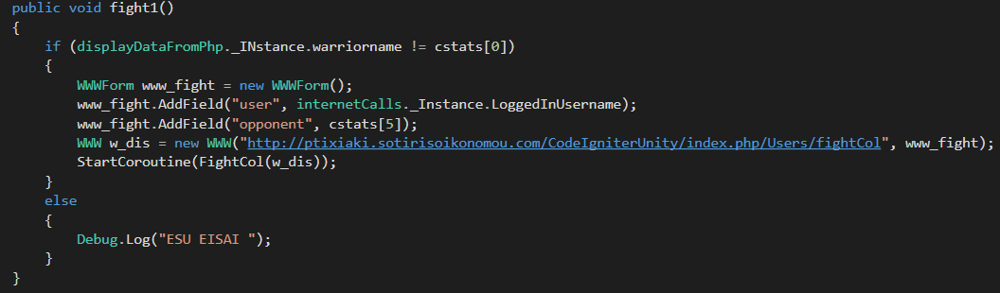 public void fight1()
{
if (displayDataFromPhp._INstance.warriorname != cstats[0])
{
WWWForm www_fight = new WWWForm();
www_fight.AddField("user", internetCalls._Instance.LoggedInUsername);
www_fight.AddField("opponent", cstats[5]);
WWW w_dis = new WWW("http://ptixiaki.sotirisoikonomou.com/CodeIgniterUnity/index.php/Users/fightCol", www_fight);
StartCoroutine(FightCol(w_dis));
}
else
{
Debug.Log("ESU EISAI ");
}
}